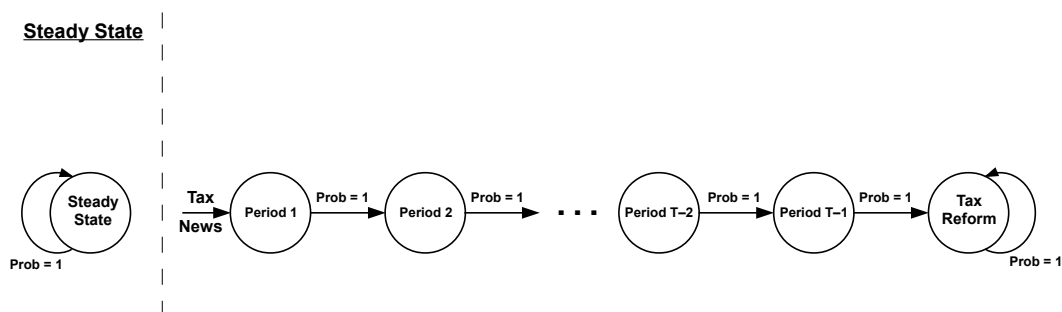 Steady State
Steady
State
Prob = 1
Tax
News
Period 1
Prob = 1
Period 2
Prob = 1
. . .
Period T–2
Prob = 1
Period T–1
Prob = 1
Tax
Reform
Prob = 1